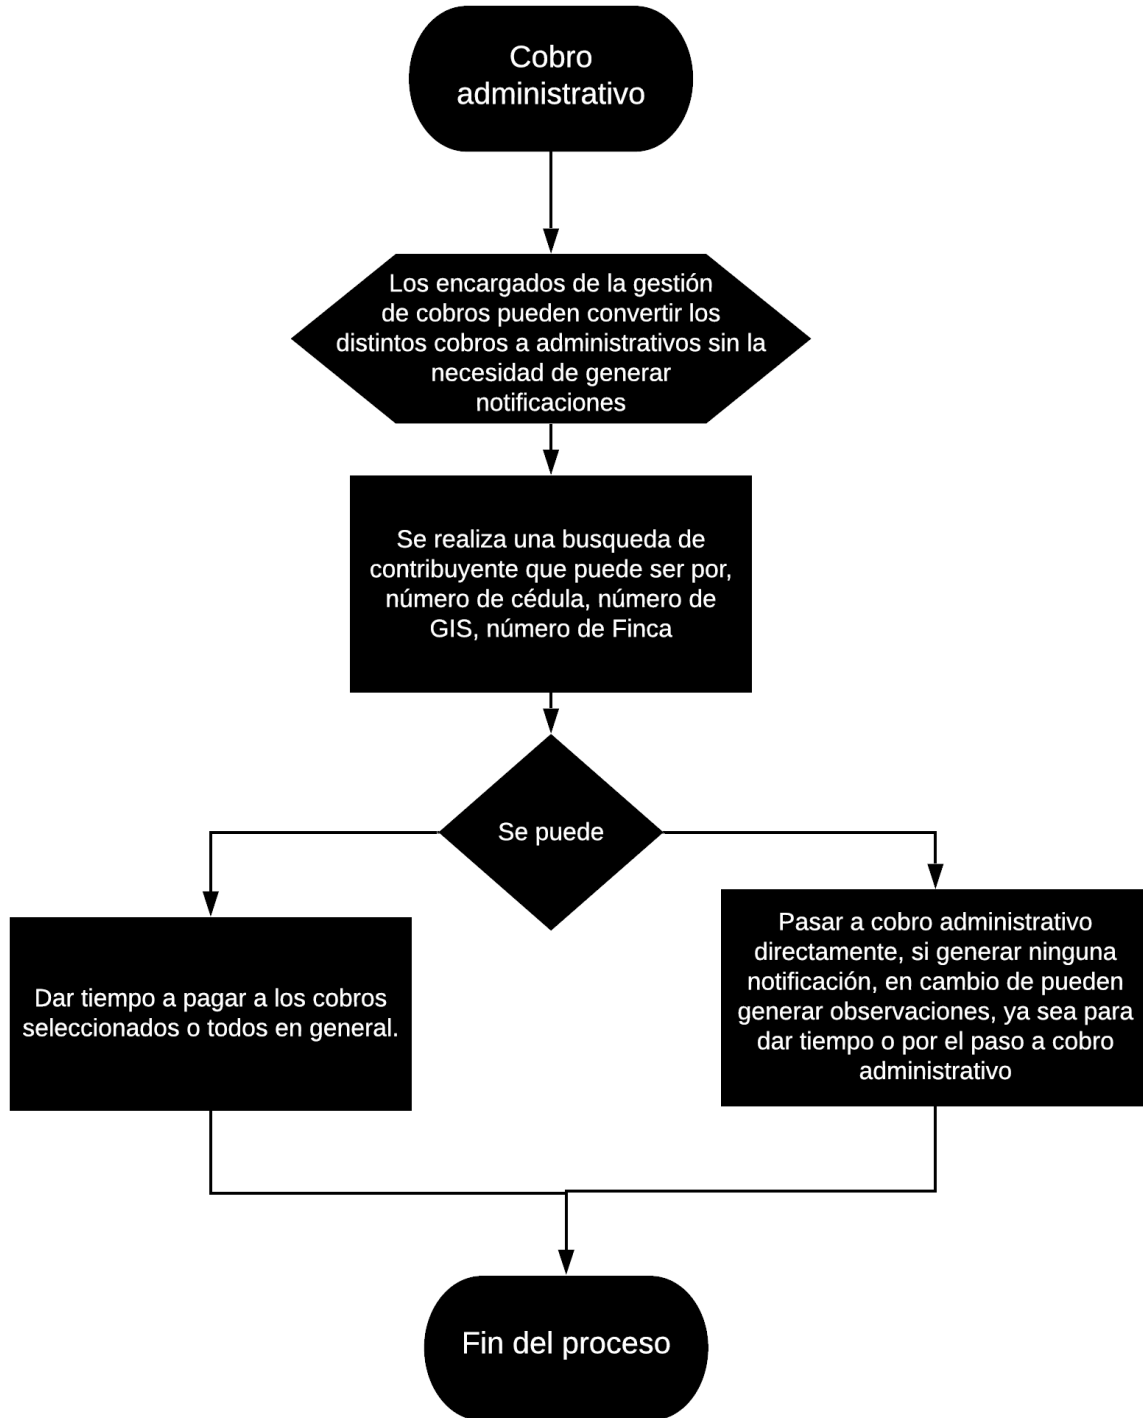 Cobro
administrativo
Los encargados de la gestión
de cobros pueden convertir los
distintos cobros a administrativos sin la
necesidad de generar
notificaciones
Se realiza una busqueda de
contribuyente que puede ser por,
número de cédula, número de
GIS, número de Finca
Se puede
Dar tiempo a pagar a los cobros
seleccionados o todos en general.
Pasar a cobro administrativo
directamente, si generar ninguna
notificación, en cambio de pueden
generar observaciones, ya sea para
dar tiempo o por el paso a cobro
administrativo
Fin del proceso